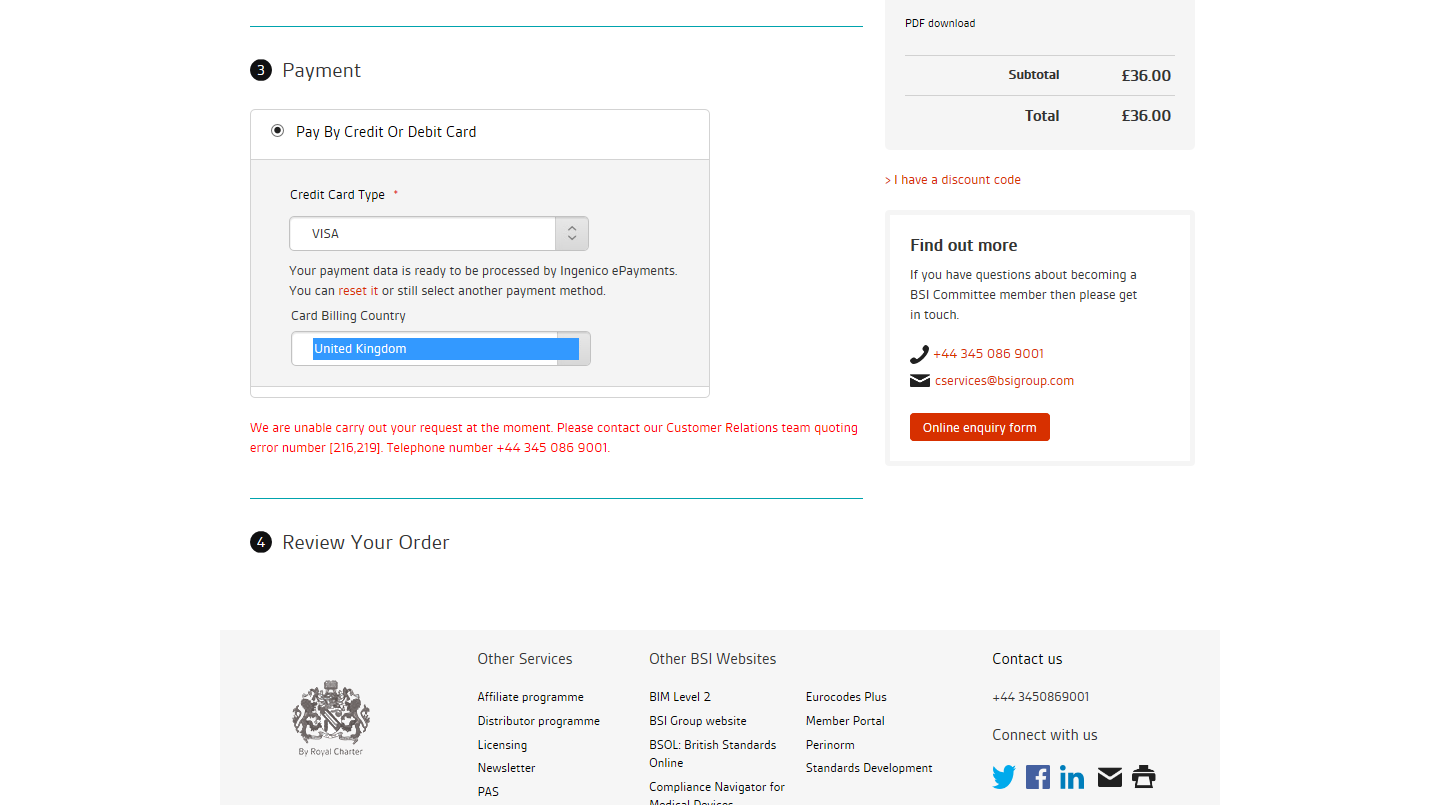 3 Payment
Pay By Credit Or Debit Card
Credit Card Type *
VISA
Your payment data is ready to be processed by Ingenico ePayments.
You can reset it or still select another payment method.
Card Billing Country
United Kingdom
We are unable carry out your request at the moment. Please contact our Customer Relations team quoting
error number [216,219]. Telephone number +44 345 086 9001.
4 Review Your Order
PDF download
Subtotal £36.00
Total £36.00
> I have a discount code
Find out more
If you have questions about becoming a
BSI Committee member then please get
in touch.
+44 345 086 9001
cservices@bsigroup.com
Online enquiry form
By Royal Charter
Other Services
Affiliate programme
Distributor programme
Licensing
Newsletter
PAS
Other BSI Websites
BIM Level 2
BSI Group website
BSOL: British Standards
Online
Compliance Navigator for
Medical Devices
Eurocodes Plus
Member Portal
Perinorm
Standards Development
Contact us
+44 3450869001
Connect with us